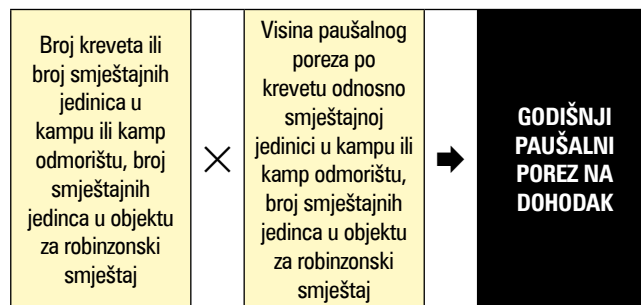 Broj kreveta ili
broj smještajnih
jedinica u
kampu ili kamp
odmorištu, broj
smještajnih
jedinca u objektu
za robinzonski
smještaj
×
Visina paušalnog
poreza po
krevetu odnosno
smještajnoj
jedinici u kampu ili
kamp odmorištu,
broj smještajnih
jedinca u objektu
za robinzonski
smještaj
GODIŠNJI
PAUŠALNI
POREZ NA
DOHODAK